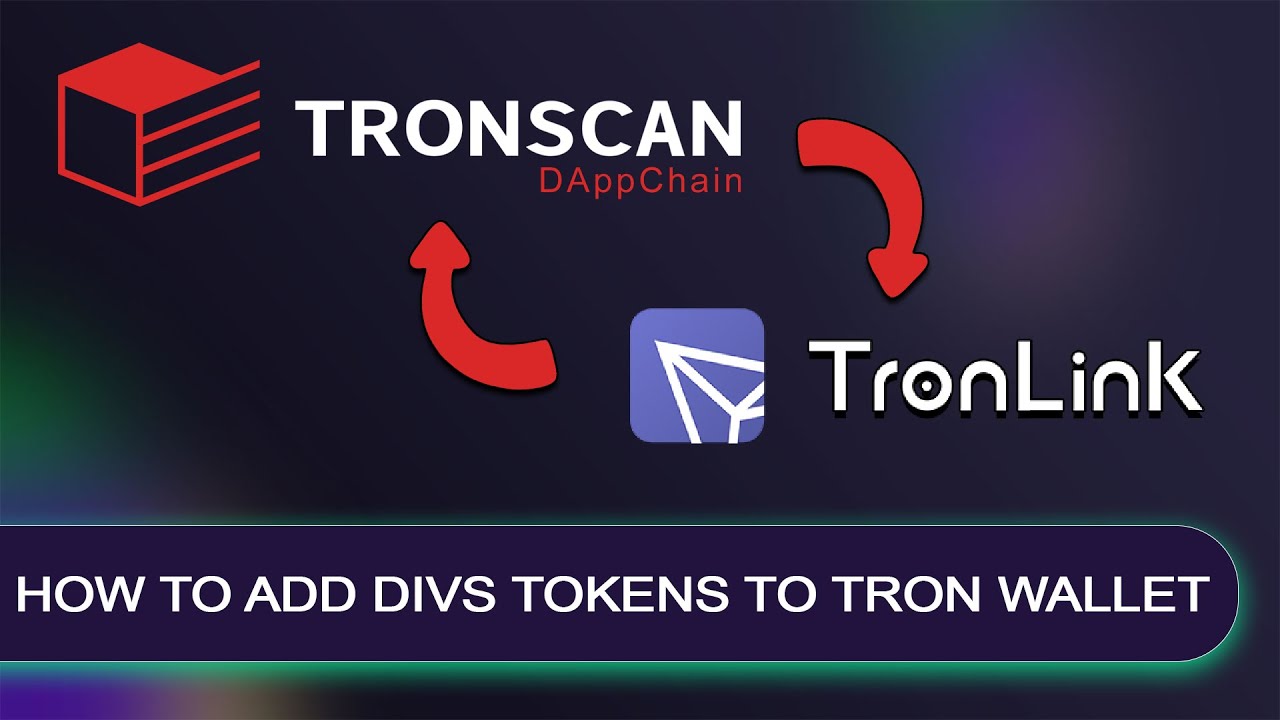 TRONSCAN
DAppChain
TronLink
HOW TO ADD DIVS TOKENS TO TRON WALLET